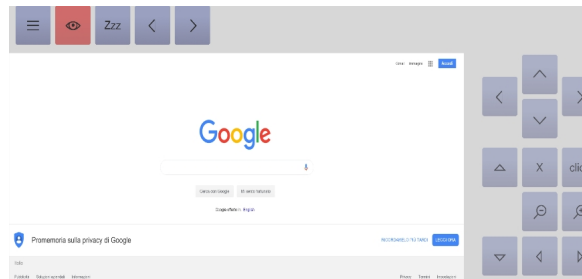 Zzz
Gmail Immagini Accedi
Google
X clic
Cerca con Google Mi sento fortunato
Google offerto in: English
Promemoria sulla privacy di Google RICORDAMELO PIÙ TARDI LEGGI ORA
Italia
Pubblicità Soluzioni aziendali Informazioni Privacy Termini Impostazioni